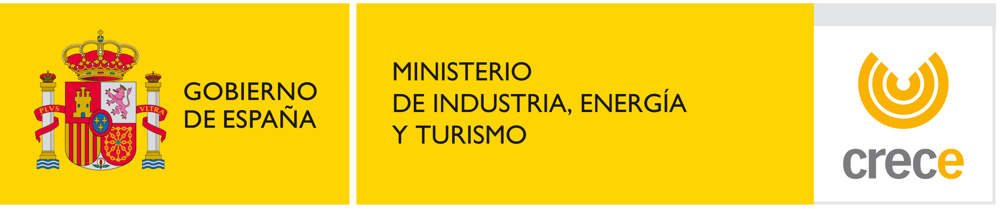 PLVS VLTRA
GOBIERNO
DE ESPAÑA
MINISTERIO
DE INDUSTRIA, ENERGÍA
Y TURISMO
crece